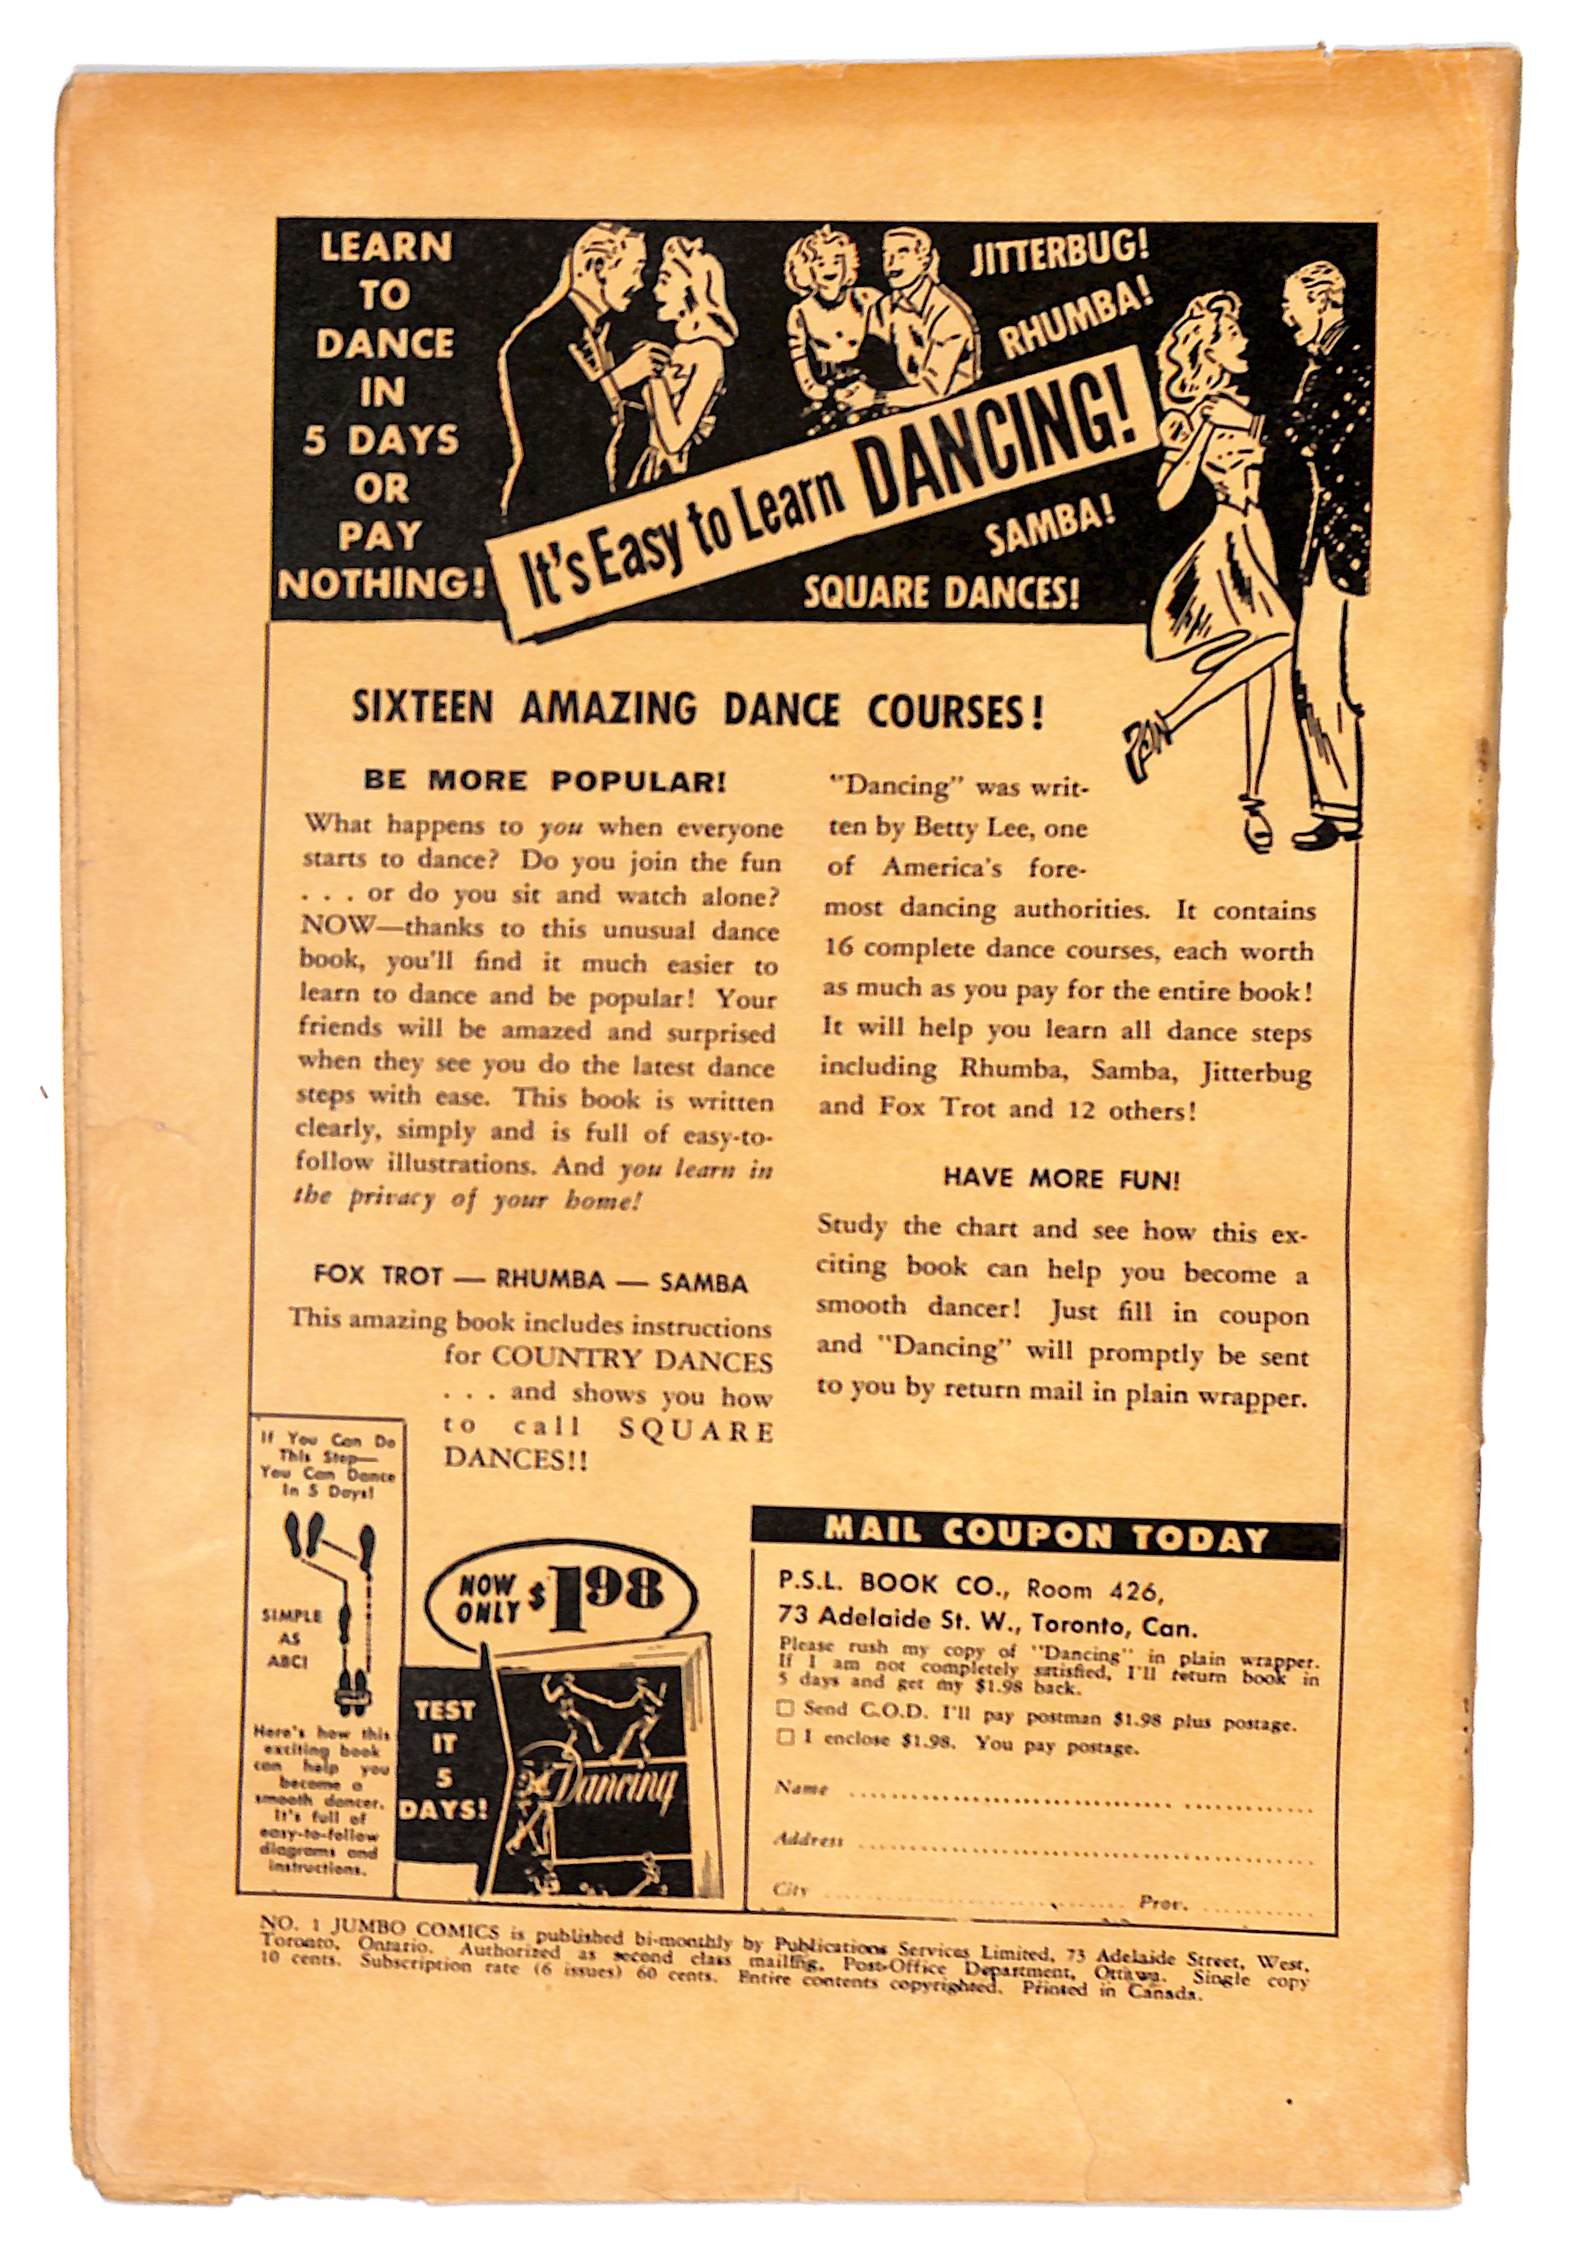 LEARN
TO
DANCE
IN
5 DAYS
OR
PAY
NOTHING!
JITTERBUG!
RHUMBA!
It's Easy to Learn DANCING!
SAMBA!
SQUARE DANCES!
SIXTEEN AMAZING DANCE COURSES!
BE MORE POPULAR!
What happens to you when everyone
starts to dance? Do you join the fun
. . . or do you sit and watch alone?
NOW—thanks to this unusual dance
book, you'll find it much easier to
learn to dance and be popular! Your
friends will be amazed and surprised
when they see you do the latest dance
steps with ease. This book is written
clearly, simply and is full of easy-to-
follow illustrations. And you learn in
the privacy of your home!
FOX TROT — RHUMBA — SAMBA
This amazing book includes instructions
for COUNTRY DANCES
. . . and shows you how
to call SQUARE
DANCES!!
"Dancing" was writ-
ten by Betty Lee, one
of America's fore-
most dancing authorities. It contains
16 complete dance courses, each worth
as much as you pay for the entire book!
It will help you learn all dance steps
including Rhumba, Samba, Jitterbug
and Fox Trot and 12 others!
HAVE MORE FUN!
Study the chart and see how this ex-
citing book can help you become a
smooth dancer! Just fill in coupon
and "Dancing" will promptly be sent
to you by return mail in plain wrapper.
If You Can Do
This Step—
You Can Dance
In 5 Days!
SIMPLE
AS
ABC!
Here's how this
exciting book
can help you
become a
smooth dancer.
It's full of
easy-to-follow
diagrams and
instructions.
NOW
ONLY $1.98
TEST
IT
5
DAYS!
Dancing
MAIL COUPON TODAY
P.S.L. BOOK CO., Room 426,
73 Adelaide St. W., Toronto, Can.
Please rush my copy of "Dancing" in plain wrapper.
If I am not completely satisfied, I'll return book in
5 days and get my $1.98 back.
□ Send C.O.D. I'll pay postman $1.98 plus postage.
□ I enclose $1.98. You pay postage.
Name
Address
City Prov.
NO. 1 JUMBO COMICS is published bi-monthly by Publications Services Limited, 73 Adelaide Street, West,
Toronto, Ontario. Authorized as second class mailing, Post-Office Department, Ottawa. Single copy
10 cents. Subscription rate (6 issues) 60 cents. Entire contents copyrighted. Printed in Canada.